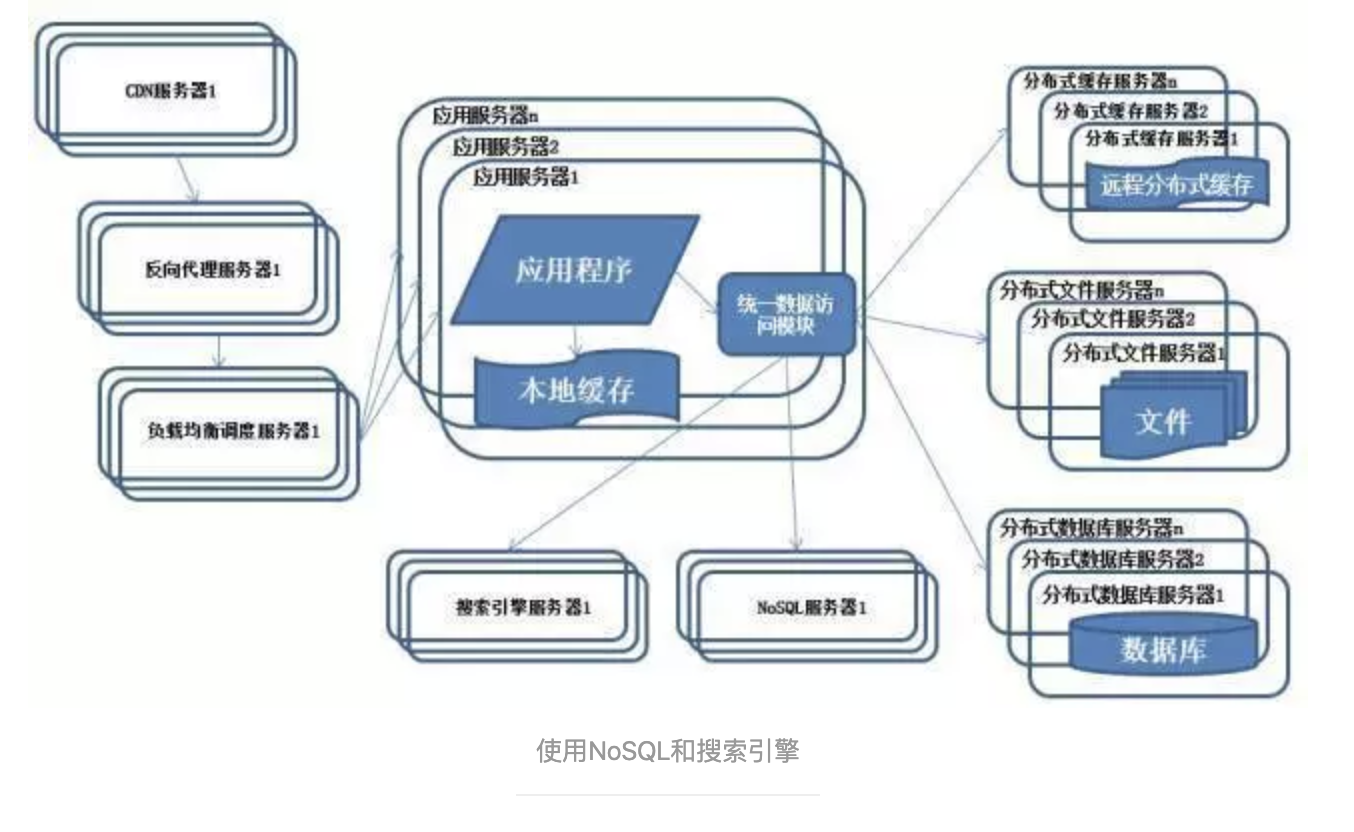 CDN服务器1
反向代理服务器1
负载均衡调度服务器1
应用服务器n
应用服务器2
应用服务器1
应用程序
统一数据访
问模块
本地缓存
搜索引擎服务器1
NoSQL服务器1
分布式缓存服务器n
分布式缓存服务器2
分布式缓存服务器1
远程分布式缓存
分布式文件服务器n
分布式文件服务器2
分布式文件服务器1
文件
分布式数据库服务器n
分布式数据库服务器2
分布式数据库服务器1
数据库
使用NoSQL和搜索引擎